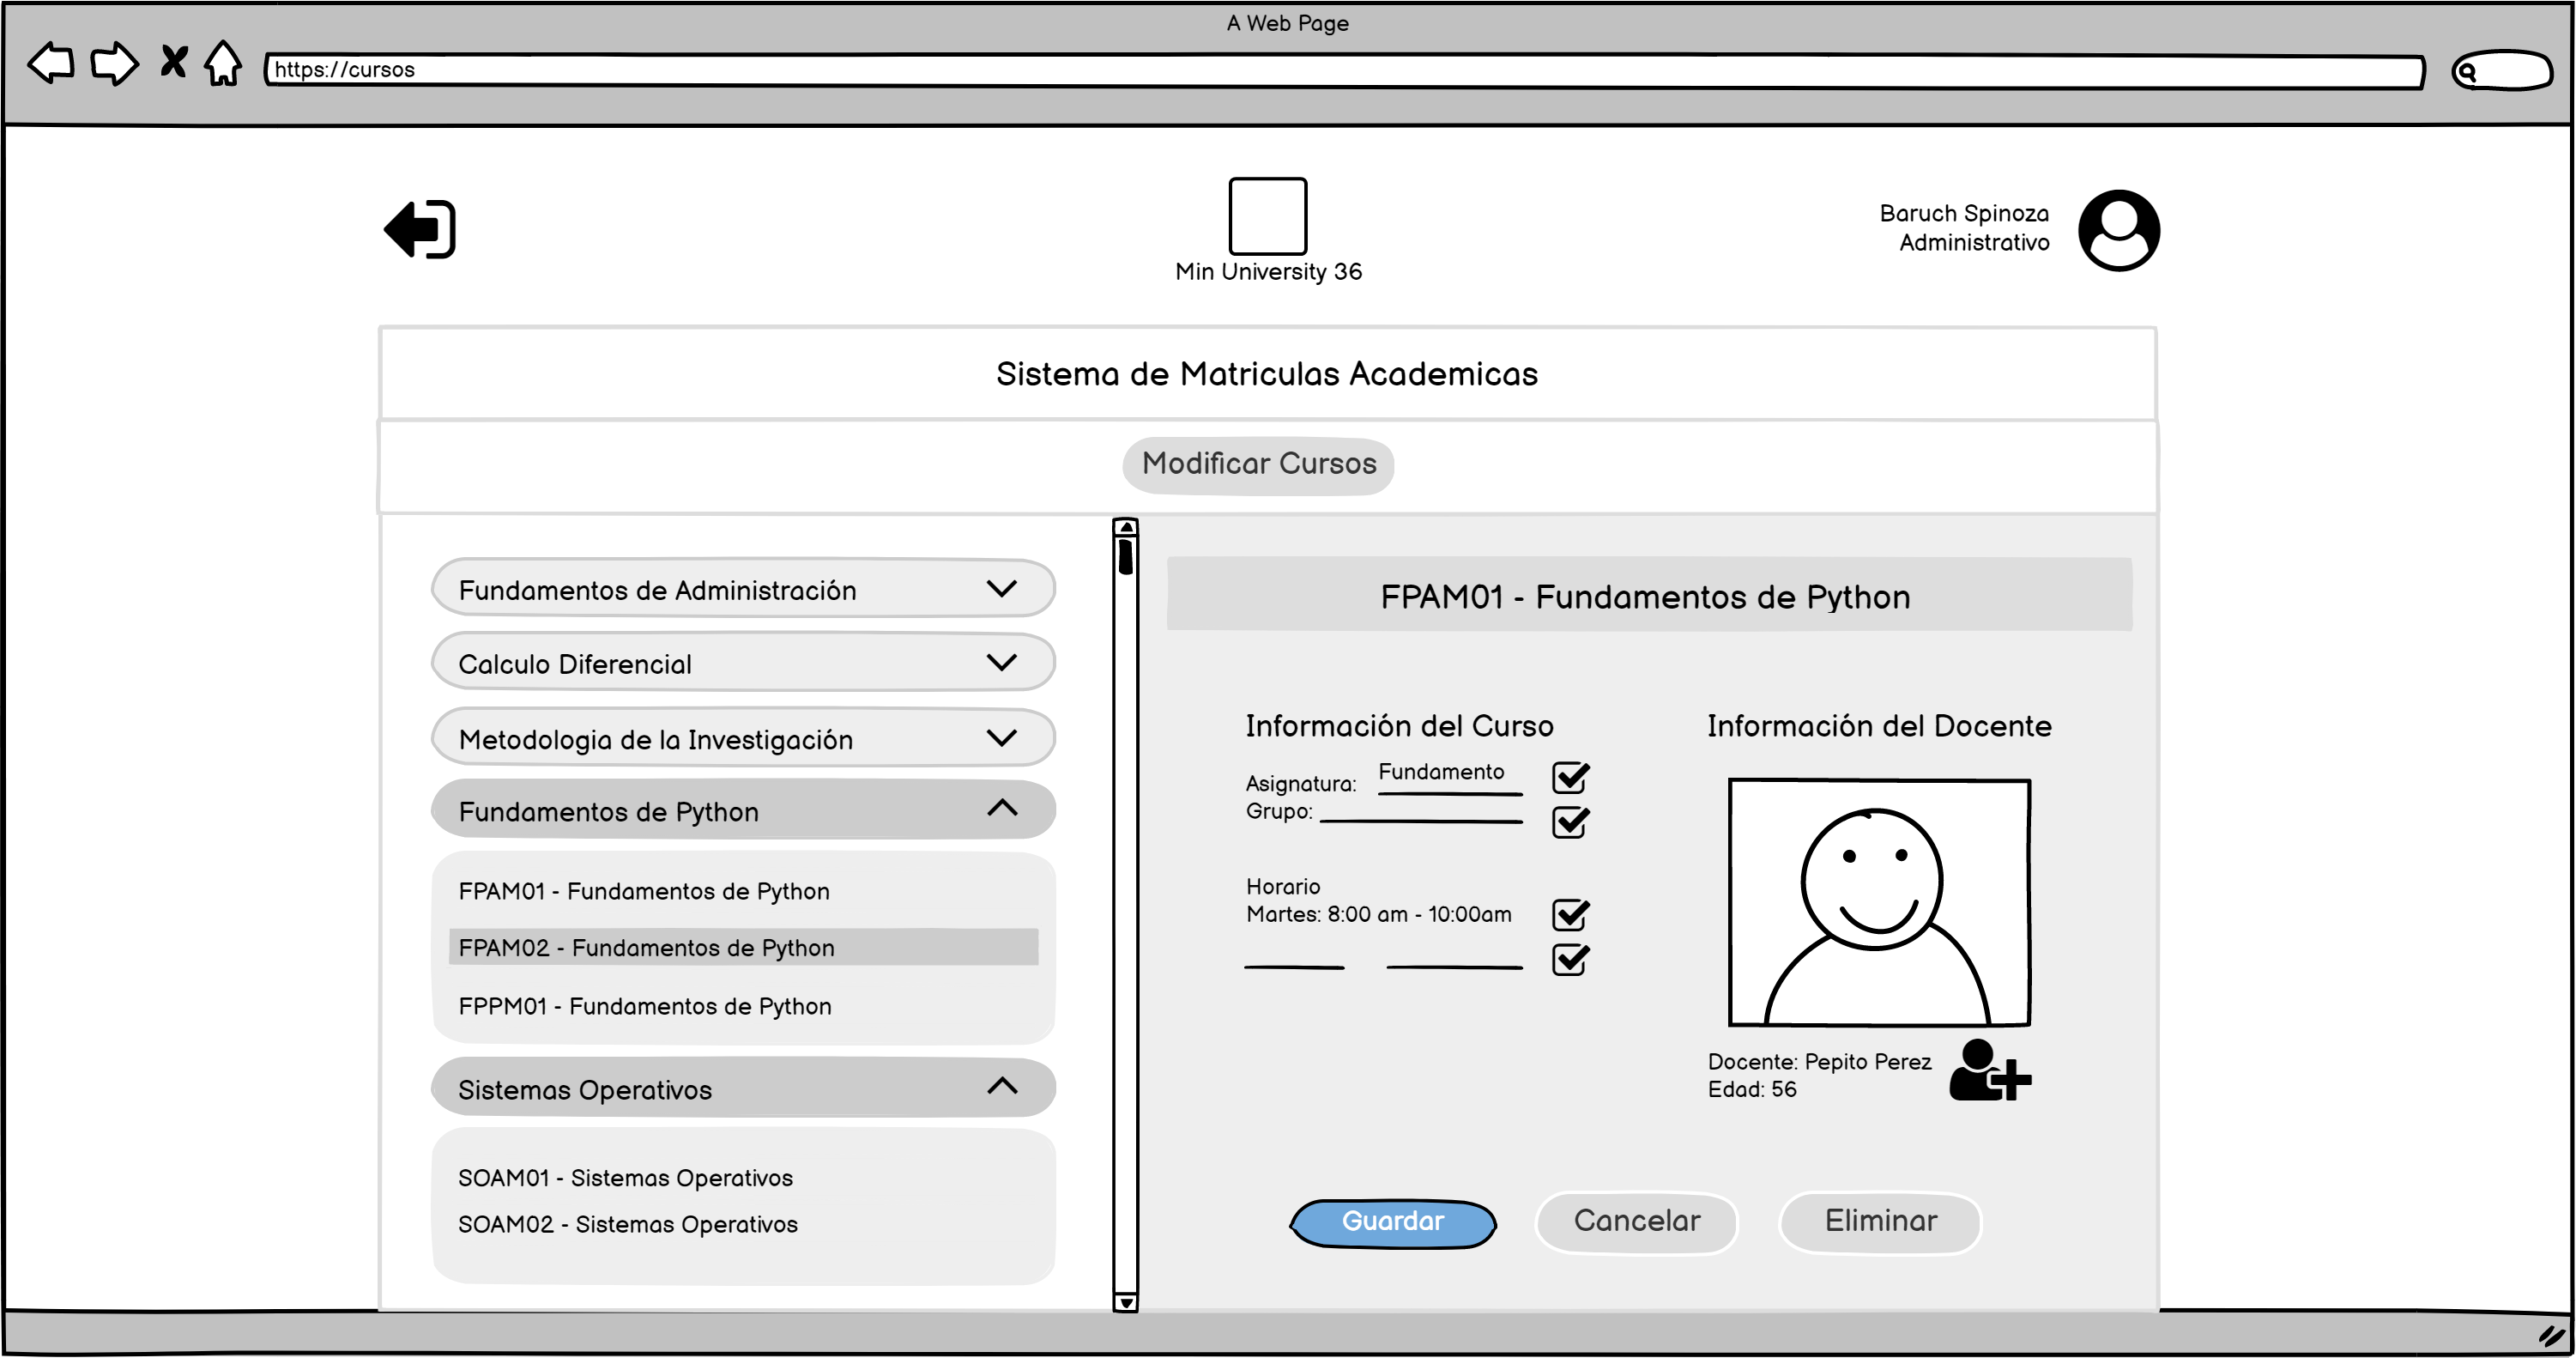 A Web Page
https://cursos
Min University 36
Baruch Spinoza
Administrativo
Sistema de Matriculas Academicas
Modificar Cursos
Fundamentos de Administración
Calculo Diferencial
Metodologia de la Investigación
Fundamentos de Python
FPAM01 - Fundamentos de Python
FPAM02 - Fundamentos de Python
FPPM01 - Fundamentos de Python
Sistemas Operativos
SOAM01 - Sistemas Operativos
SOAM02 - Sistemas Operativos
FPAM01 - Fundamentos de Python
Información del Curso
Asignatura: Fundamento
Grupo:
Horario
Martes: 8:00 am - 10:00am
Información del Docente
Docente: Pepito Perez
Edad: 56
Guardar
Cancelar
Eliminar